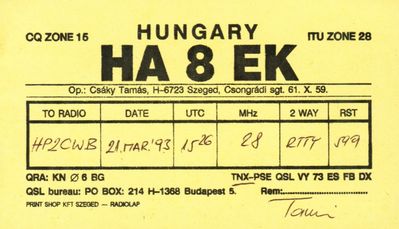 HUNGARY
CQ ZONE 15 HA 8 EK ITU ZONE 28
Op.: Csáky Tamás, H–6723 Szeged, Csongrádi sgt. 61. X. 59.
TO RADIO DATE UTC MHz 2 WAY RST
HP2CWB 21.MAR.'93 1526 28 RTTY 599
QRA: KN Ø 6 BG TNX–PSE QSL VY 73 ES FB DX
QSL bureau: PO BOX: 214 H–1368 Budapest 5. Rem:
PRINT SHOP KFT SZEGED — RADIOLAP